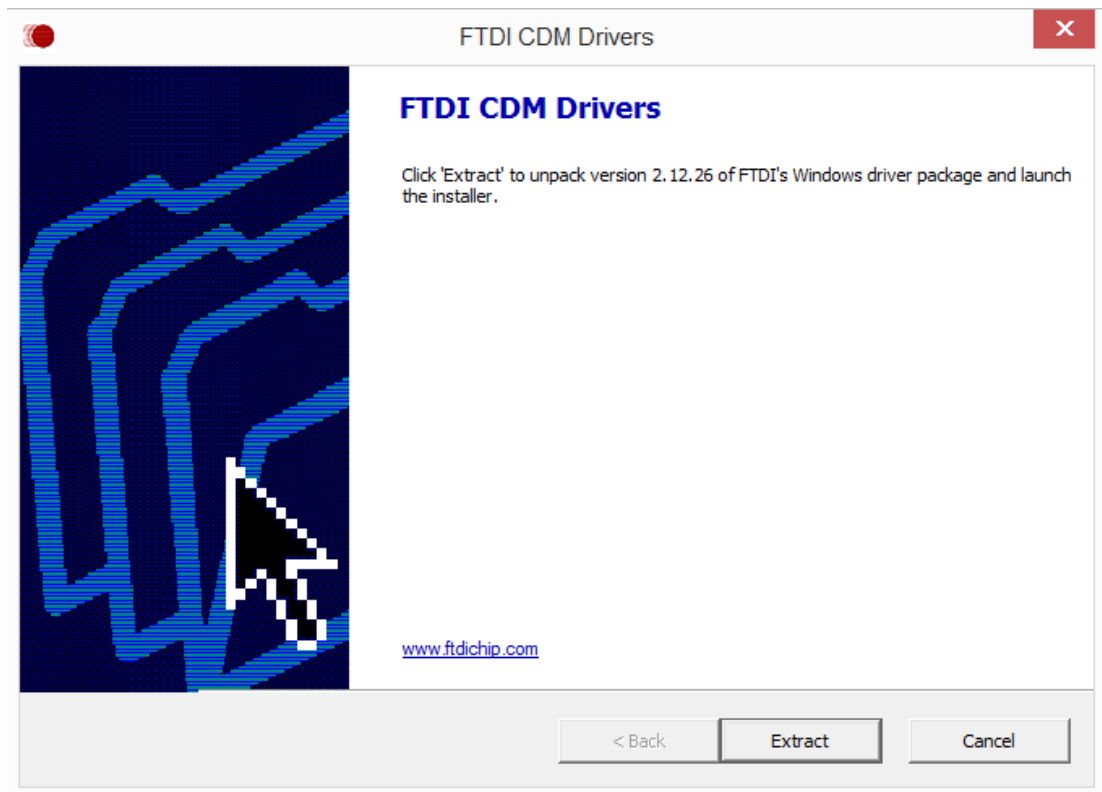 FTDI CDM Drivers
FTDI CDM Drivers
Click 'Extract' to unpack version 2.12.26 of FTDI's Windows driver package and launch
the installer.
www.ftdichip.com
< Back
Extract
Cancel